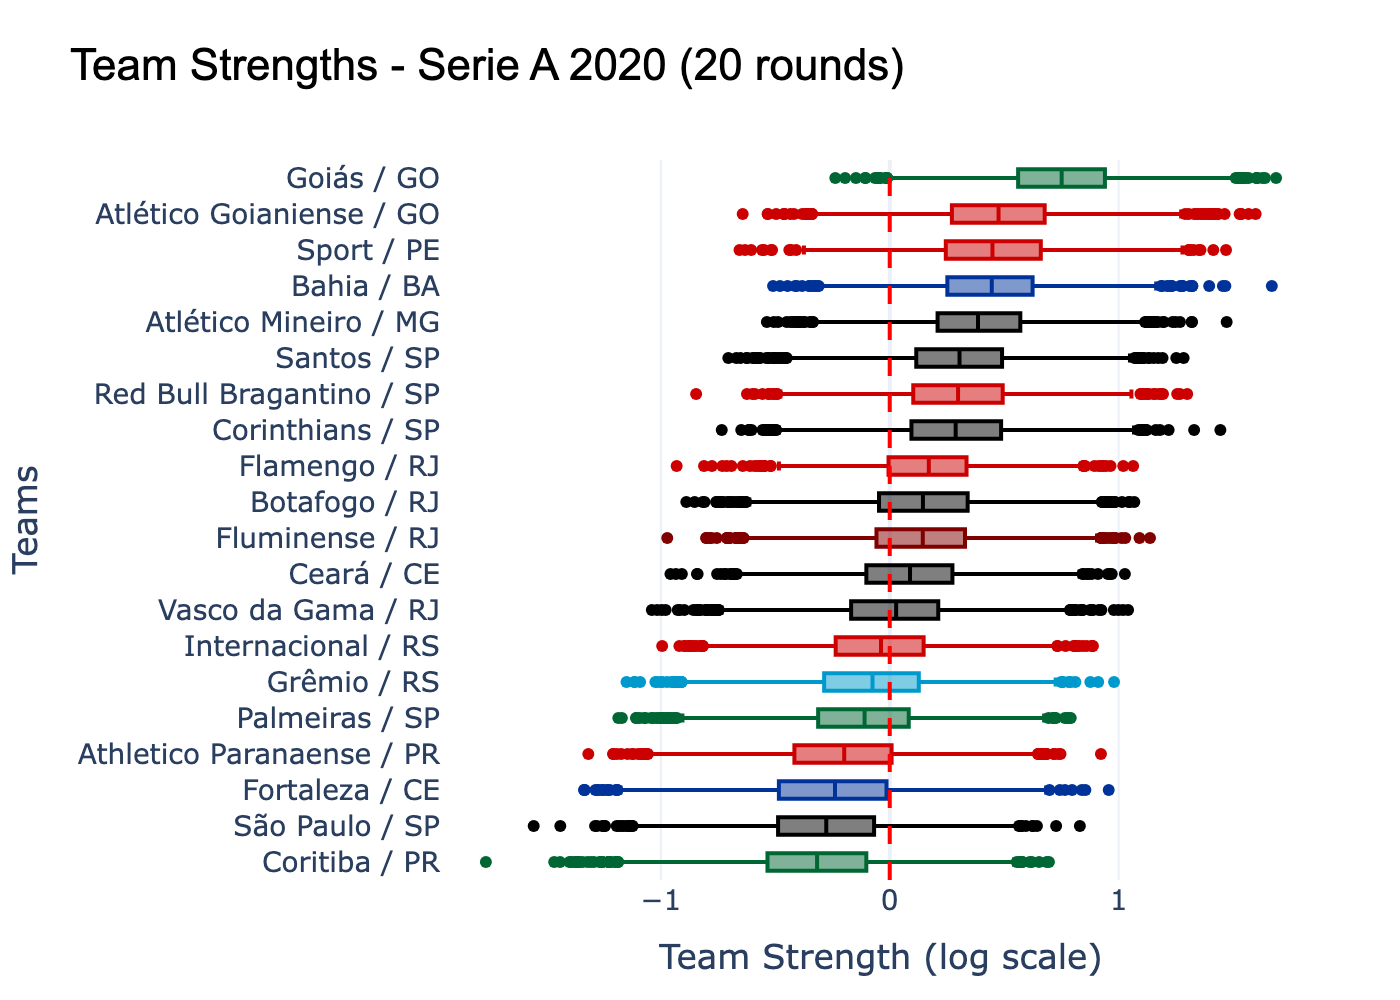 Team Strengths - Serie A 2020 (20 rounds)
Goiás / GO
Atlético Goianiense / GO
Sport / PE
Bahia / BA
Atlético Mineiro / MG
Santos / SP
Red Bull Bragantino / SP
Corinthians / SP
Flamengo / RJ
Botafogo / RJ
Fluminense / RJ
Ceará / CE
Vasco da Gama / RJ
Internacional / RS
Grêmio / RS
Palmeiras / SP
Athletico Paranaense / PR
Fortaleza / CE
São Paulo / SP
Coritiba / PR
Teams
−1 0 1
Team Strength (log scale)